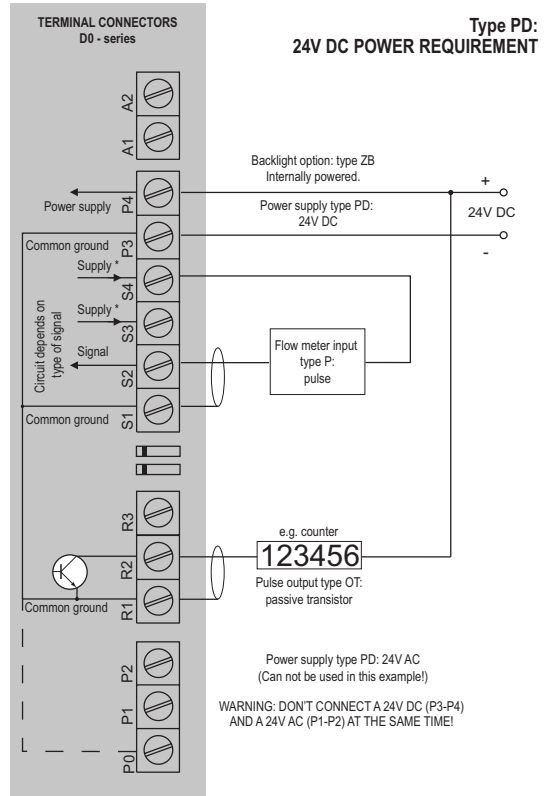 TERMINAL CONNECTORS
D0 - series
Type PD:
24V DC POWER REQUIREMENT
A2
A1
Backlight option: type ZB
Internally powered.
P4
Power supply
+
Power supply type PD:
24V DC
24V DC
P3
Common ground
-
Supply *
S4
Supply *
S3
Circuit depends on
type of signal
Signal
S2
Flow meter input
type P:
pulse
Common ground
S1
R3
e.g. counter
123456
R2
Pulse output type OT:
passive transistor
Common ground
R1
P2
Power supply type PD: 24V AC
(Can not be used in this example!)
P1
WARNING: DON'T CONNECT A 24V DC (P3-P4)
AND A 24V AC (P1-P2) AT THE SAME TIME!
P0